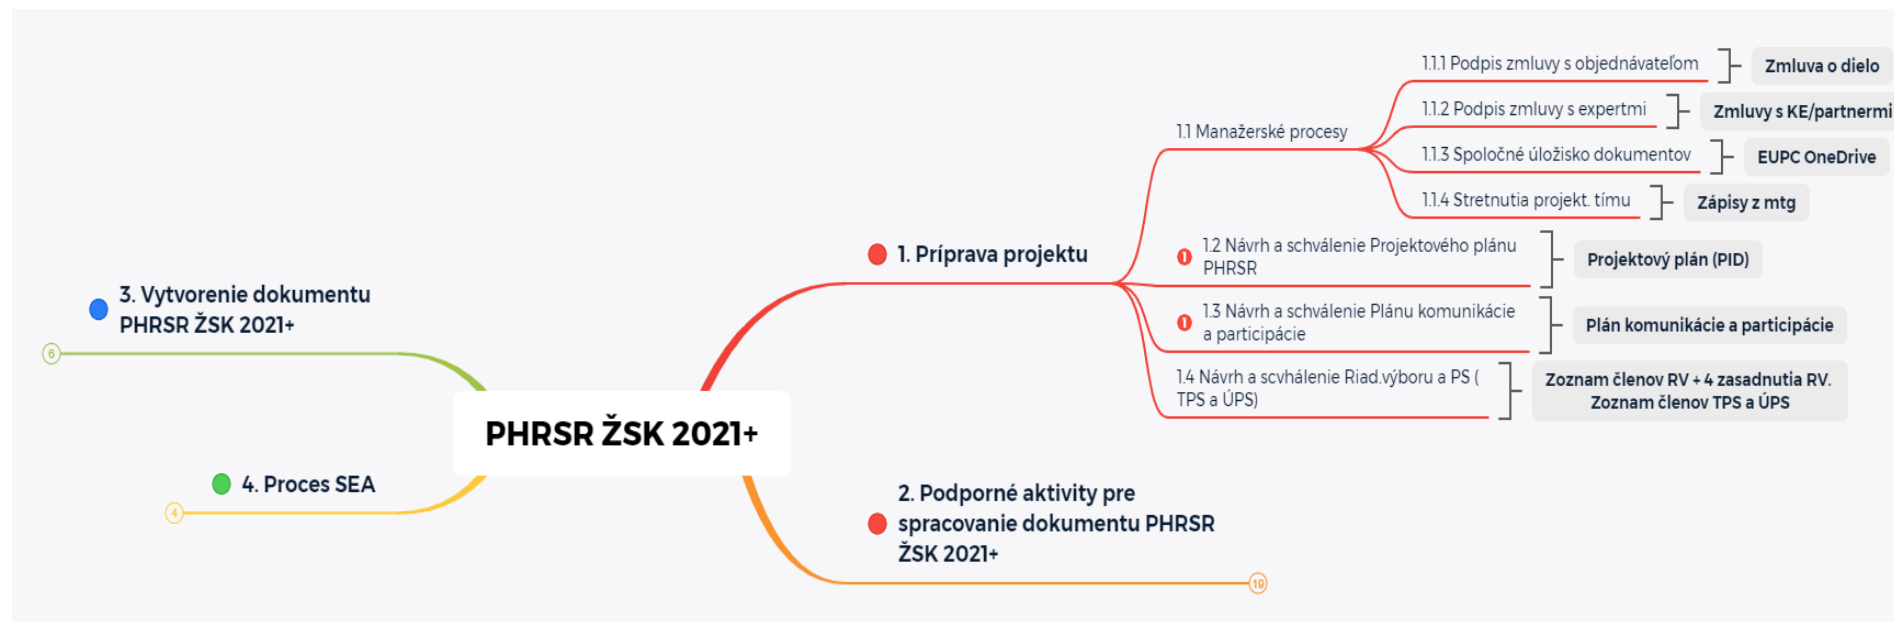 PHRSR ŽSK 2021+
1. Príprava projektu
1.1 Manažerské procesy
1.1.1 Podpis zmluvy s objednávateľom
Zmluva o dielo
1.1.2 Podpis zmluvy s expertmi
Zmluvy s KE/partnermi
1.1.3 Spoločné úložisko dokumentov
EUPC OneDrive
1.1.4 Stretnutia projekt. tímu
Zápisy z mtg
1
1.2 Návrh a schválenie Projektového plánu
PHRSR
Projektový plán (PID)
1
1.3 Návrh a schválenie Plánu komunikácie
a participácie
Plán komunikácie a participácie
1.4 Návrh a scvhálenie Riad.výboru a PS (
TPS a ÚPS)
Zoznam členov RV + 4 zasadnutia RV.
Zoznam členov TPS a ÚPS
2. Podporné aktivity pre
spracovanie dokumentu PHRSR
ŽSK 2021+
19
3. Vytvorenie dokumentu
PHRSR ŽSK 2021+
6
4. Proces SEA
4